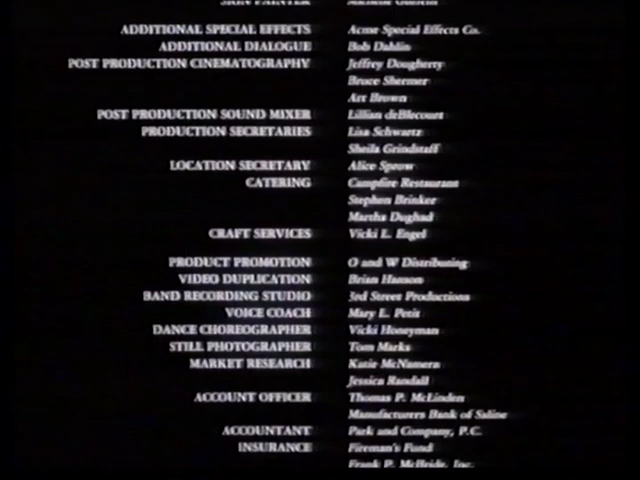 ADDITIONAL SPECIAL EFFECTS Acme Special Effects Co.
ADDITIONAL DIALOGUE Bob Dahlin
POST PRODUCTION CINEMATOGRAPHY Jeffrey Dougherty
Bruce Shermer
Art Brown
POST PRODUCTION SOUND MIXER Lillian deBlecourt
PRODUCTION SECRETARIES Lisa Schwartz
Sheila Grindstaff
LOCATION SECRETARY Alice
CATERING Campfire Restaurant
Stephen Brinker
Martha
CRAFT SERVICES Vicki L. Engel
PRODUCT PROMOTION O and W Distributing
VIDEO DUPLICATION Brian Hanson
BAND RECORDING STUDIO 3rd Street Productions
VOICE COACH Mary L. Petit
DANCE CHOREOGRAPHER Vicki Honeyman
STILL PHOTOGRAPHER Tom Marks
MARKET RESEARCH Katie McNamera
Jessica Randall
ACCOUNT OFFICER Thomas P. McLinden
Manufacturers Bank of Saline
ACCOUNTANT Park and Company, P.C.
INSURANCE Fireman's Fund
Frank P. McBride, Inc.